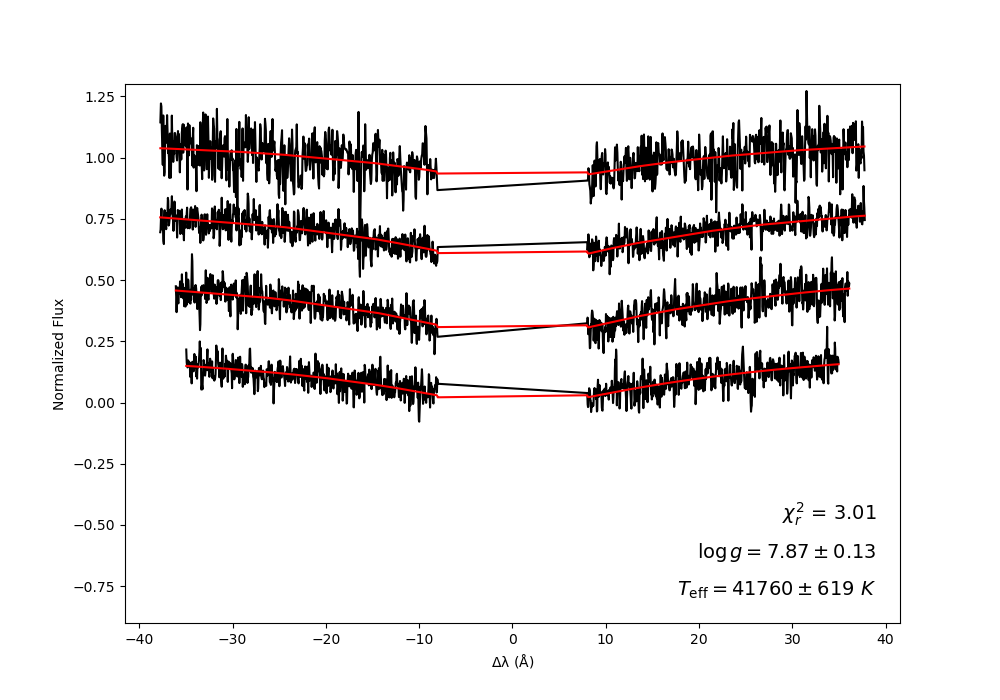 1.25
1.00
0.75
0.50
0.25
0.00
−0.25
−0.50
−0.75
Normalized Flux
χ²ᵣ = 3.01
log g = 7.87 ± 0.13
T_eff = 41760 ± 619 K
−40 −30 −20 −10 0 10 20 30 40
Δλ (Å)